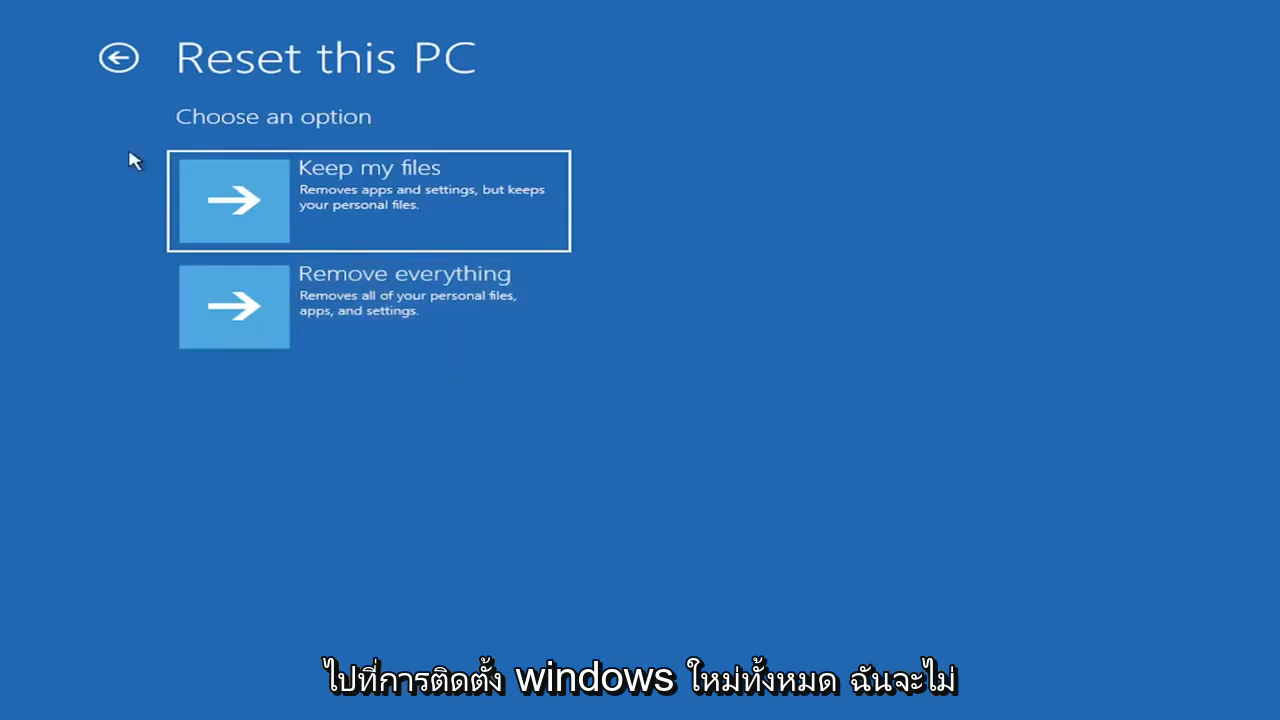 Reset this PC
Choose an option
Keep my files
Removes apps and settings, but keeps
your personal files.
Remove everything
Removes all of your personal files,
apps, and settings.
ไปที่การติดตั้ง windows ใหม่ทั้งหมด ฉันจะไม่